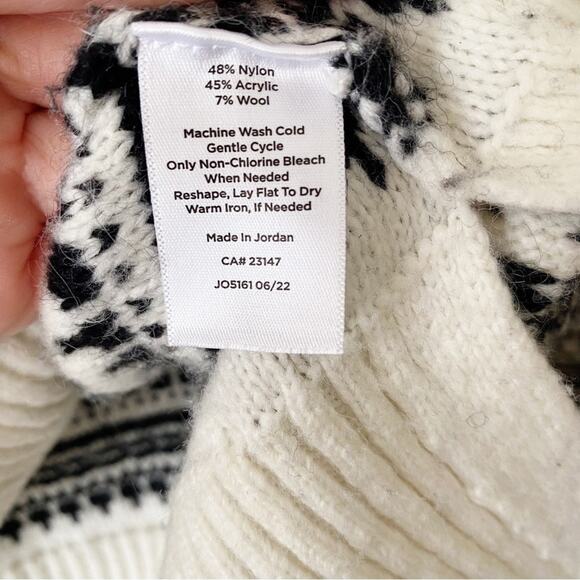 48% Nylon
45% Acrylic
7% Wool
Machine Wash Cold
Gentle Cycle
Only Non-Chlorine Bleach
When Needed
Reshape, Lay Flat To Dry
Warm Iron, If Needed
Made In Jordan
CA# 23147
JO5161 06/22